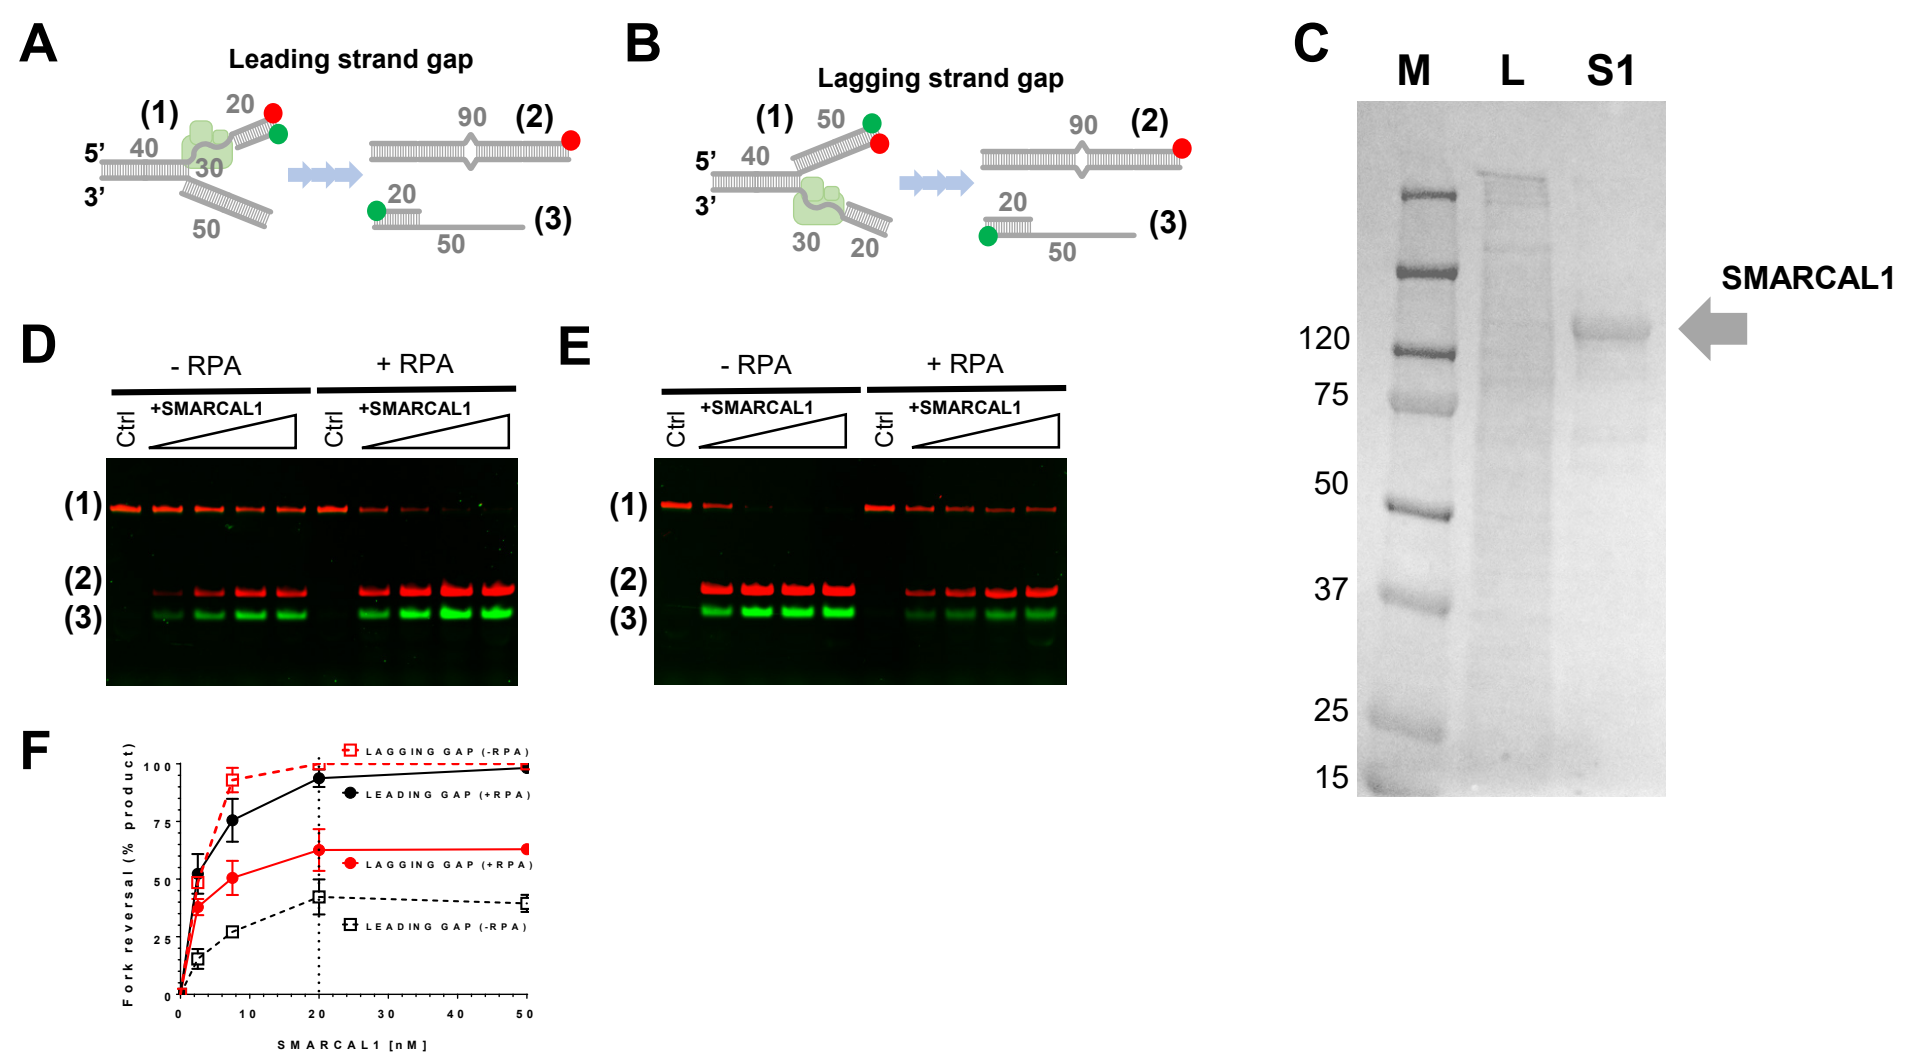 A
Leading strand gap
(1)
20
90
(2)
5’
40
30
3’
20
(3)
50
50
B
Lagging strand gap
(1)
50
90
(2)
5’
40
3’
20
(3)
30
20
50
C
M L S1
SMARCAL1
120
75
50
37
25
15
D
- RPA
+ RPA
Ctrl
+SMARCAL1
Ctrl
+SMARCAL1
(1)
(2)
(3)
E
- RPA
+ RPA
Ctrl
+SMARCAL1
Ctrl
+SMARCAL1
(1)
(2)
(3)
F
Fork reversal (% product)
100
75
50
25
0
LAGGING GAP (-RPA)
LEADING GAP (+RPA)
LAGGING GAP (+RPA)
LEADING GAP (-RPA)
0 10 20 30 40 50
SMARCAL1 [nM]